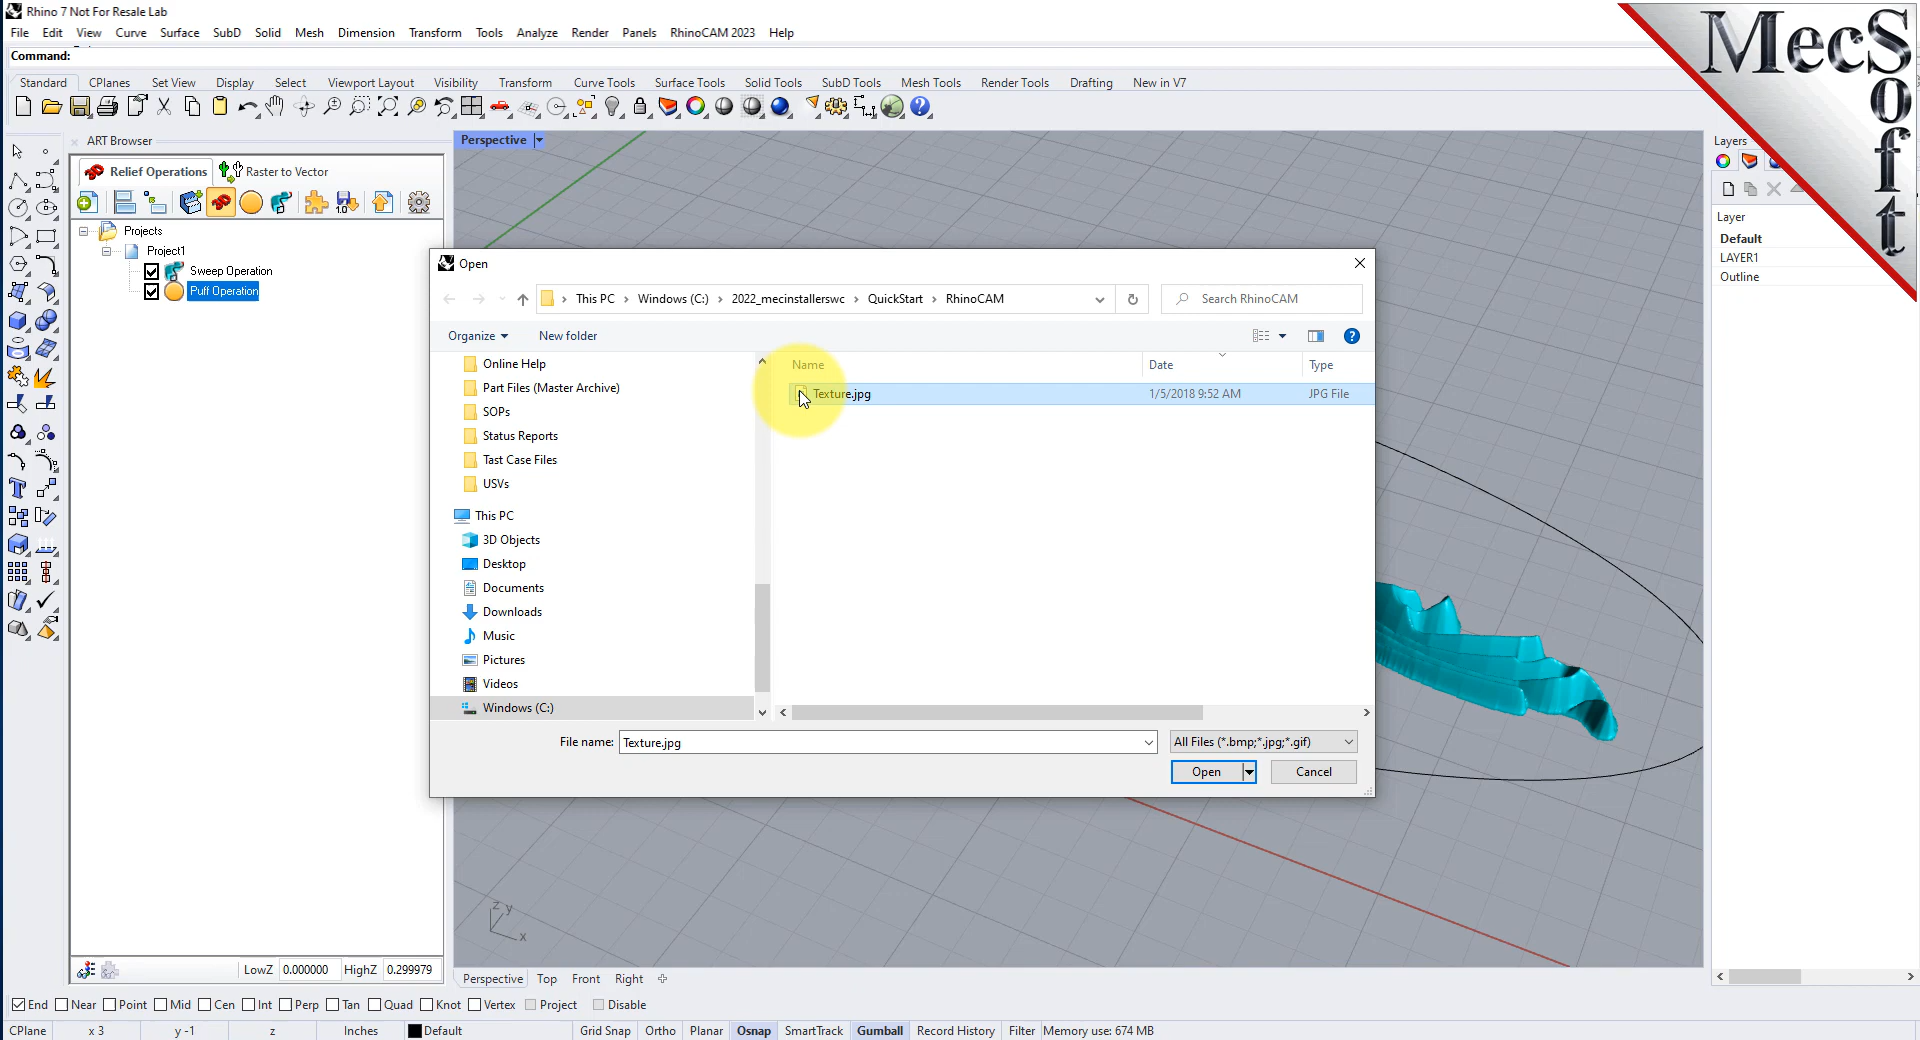 Rhino 7 Not For Resale Lab
File Edit View Curve Surface SubD Solid Mesh Dimension Transform Tools Analyze Render Panels RhinoCAM 2023 Help
Command:
Standard CPlanes Set View Display Select Viewport Layout Visibility Transform Curve Tools Surface Tools Solid Tools SubD Tools Mesh Tools Render Tools Drafting New in V7
MecSoft
ART Browser
Relief Operations Raster to Vector
Projects
Project1
Sweep Operation
Puff Operation
LowZ 0.000000 HighZ 0.299979
Perspective
Open
This PC Windows (C:) 2022_mecinstallerswc QuickStart RhinoCAM
Search RhinoCAM
Organize New folder
Online Help
Part Files (Master Archive)
SOPs
Status Reports
Tast Case Files
USVs
This PC
3D Objects
Desktop
Documents
Downloads
Music
Pictures
Videos
Windows (C:)
Name Date Type
Texture.jpg 1/5/2018 9:52 AM JPG File
File name: Texture.jpg All Files (*.bmp;*.jpg;*.gif)
Open Cancel
z y
x
Layers
Layer
Default
LAYER1
Outline
Perspective Top Front Right
End Near Point Mid Cen Int Perp Tan Quad Knot Vertex Project Disable
CPlane x 3 y -1 z Inches Default Grid Snap Ortho Planar Osnap SmartTrack Gumball Record History Filter Memory use: 674 MB